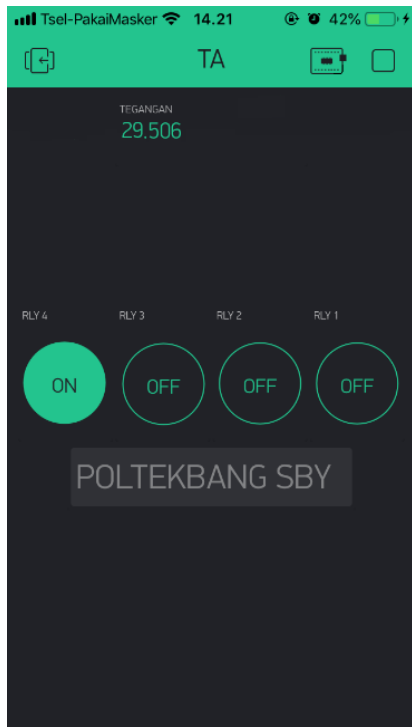 Tsel-PakaiMasker 14.21 42%
TA
TEGANGAN
29.506
RLY 4 RLY 3 RLY 2 RLY 1
ON OFF OFF OFF
POLTEKBANG SBY